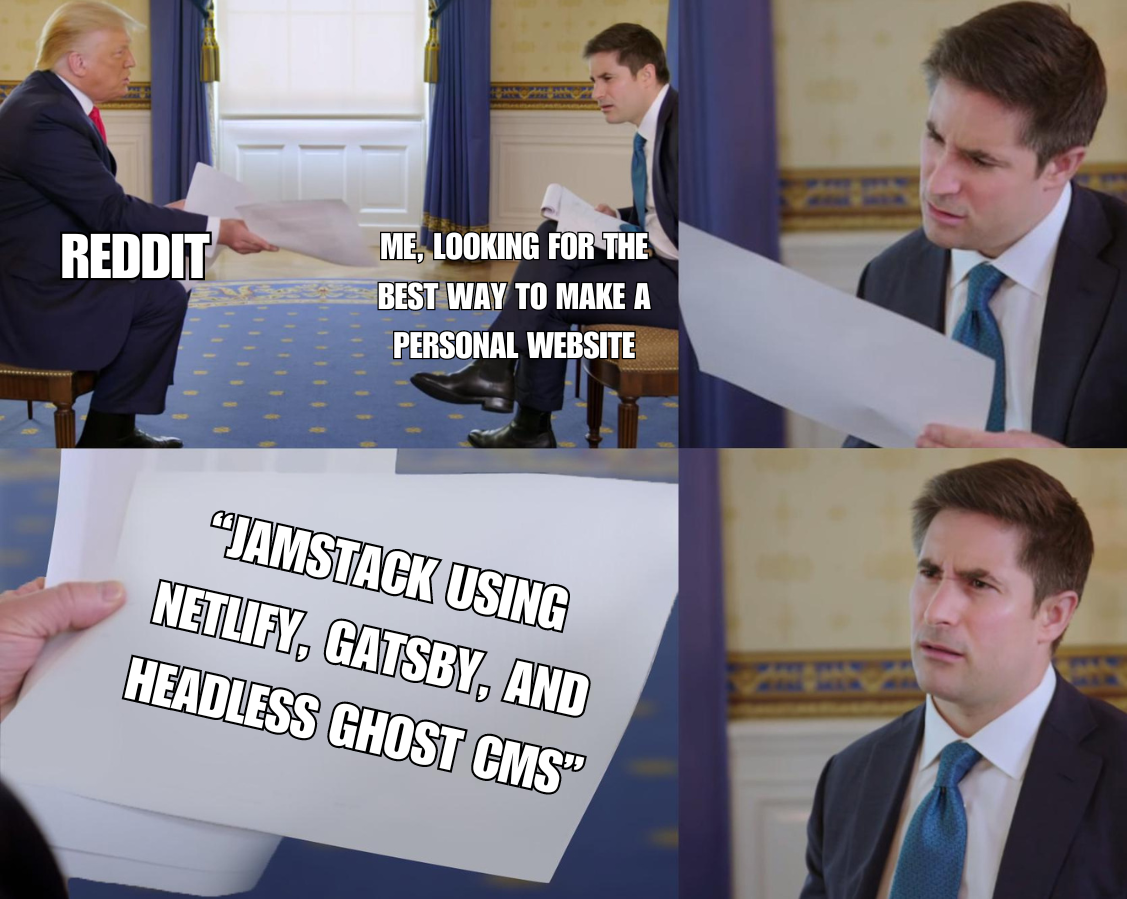 REDDIT
ME, LOOKING FOR THE
BEST WAY TO MAKE A
PERSONAL WEBSITE
“JAMSTACK USING
NETLIFY, GATSBY, AND
HEADLESS GHOST CMS”